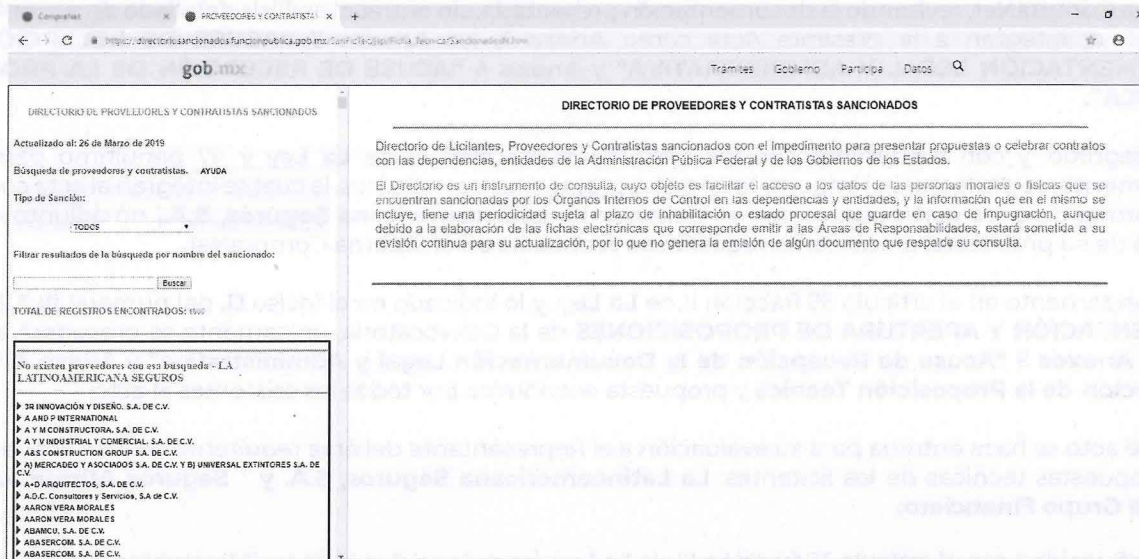 CompraNet
PROVEEDORES Y CONTRATISTAS
gob.mx
Trámites Gobierno Participa Datos
DIRECTORIO DE PROVEEDORES Y CONTRATISTAS SANCIONADOS
Actualizado al: 26 de Marzo de 2019
Búsqueda de proveedores y contratistas. AYUDA
Tipo de Sanción:
TODOS
Filtrar resultados de la búsqueda por nombre del sancionado:
Buscar
TOTAL DE REGISTROS ENCONTRADOS:
No existen proveedores con esa busqueda - LA
LATINOAMERICANA SEGUROS
3R INNOVACIÓN Y DISEÑO. S.A. DE C.V.
A AND P INTERNATIONAL
A Y M CONSTRUCTORA, S.A. DE C.V.
A Y V INDUSTRIAL Y COMERCIAL, S.A. DE C.V.
A&S CONSTRUCTION GROUP S.A. DE C.V.
A) MERCADEO Y ASOCIADOS S.A. DE C.V. Y B) UNIVERSAL EXTINTORES S.A. DE
C.V.
A+D ARQUITECTOS, S.A. DE C.V.
A.D.C. Consultores y Servicios, S.A de C.V.
AARON VERA MORALES
AARON VERA MORALES
ABAMCU, S.A. DE C.V.
ABASERCOM, S.A. DE C.V.
ABASERCOM, S.A. DE C.V.
DIRECTORIO DE PROVEEDORES Y CONTRATISTAS SANCIONADOS
Directorio de Licitantes, Proveedores y Contratistas sancionados con el Impedimento para presentar propuestas o celebrar contratos
con las dependencias, entidades de la Administración Pública Federal y de los Gobiernos de los Estados.
El Directorio es un instrumento de consulta, cuyo objeto es facilitar el acceso a los datos de las personas morales o físicas que se
encuentran sancionadas por los Órganos Internos de Control en las dependencias y entidades, y la información que en el mismo se
incluye, tiene una periodicidad sujeta al plazo de inhabilitación o estado procesal que guarde en caso de Impugnación, aunque
debido a la elaboración de las fichas electrónicas que corresponde emitir a las Áreas de Responsabilidades, estará sometida a su
revisión continua para su actualización, por lo que no genera la emisión de algún documento que respalde su consulta.